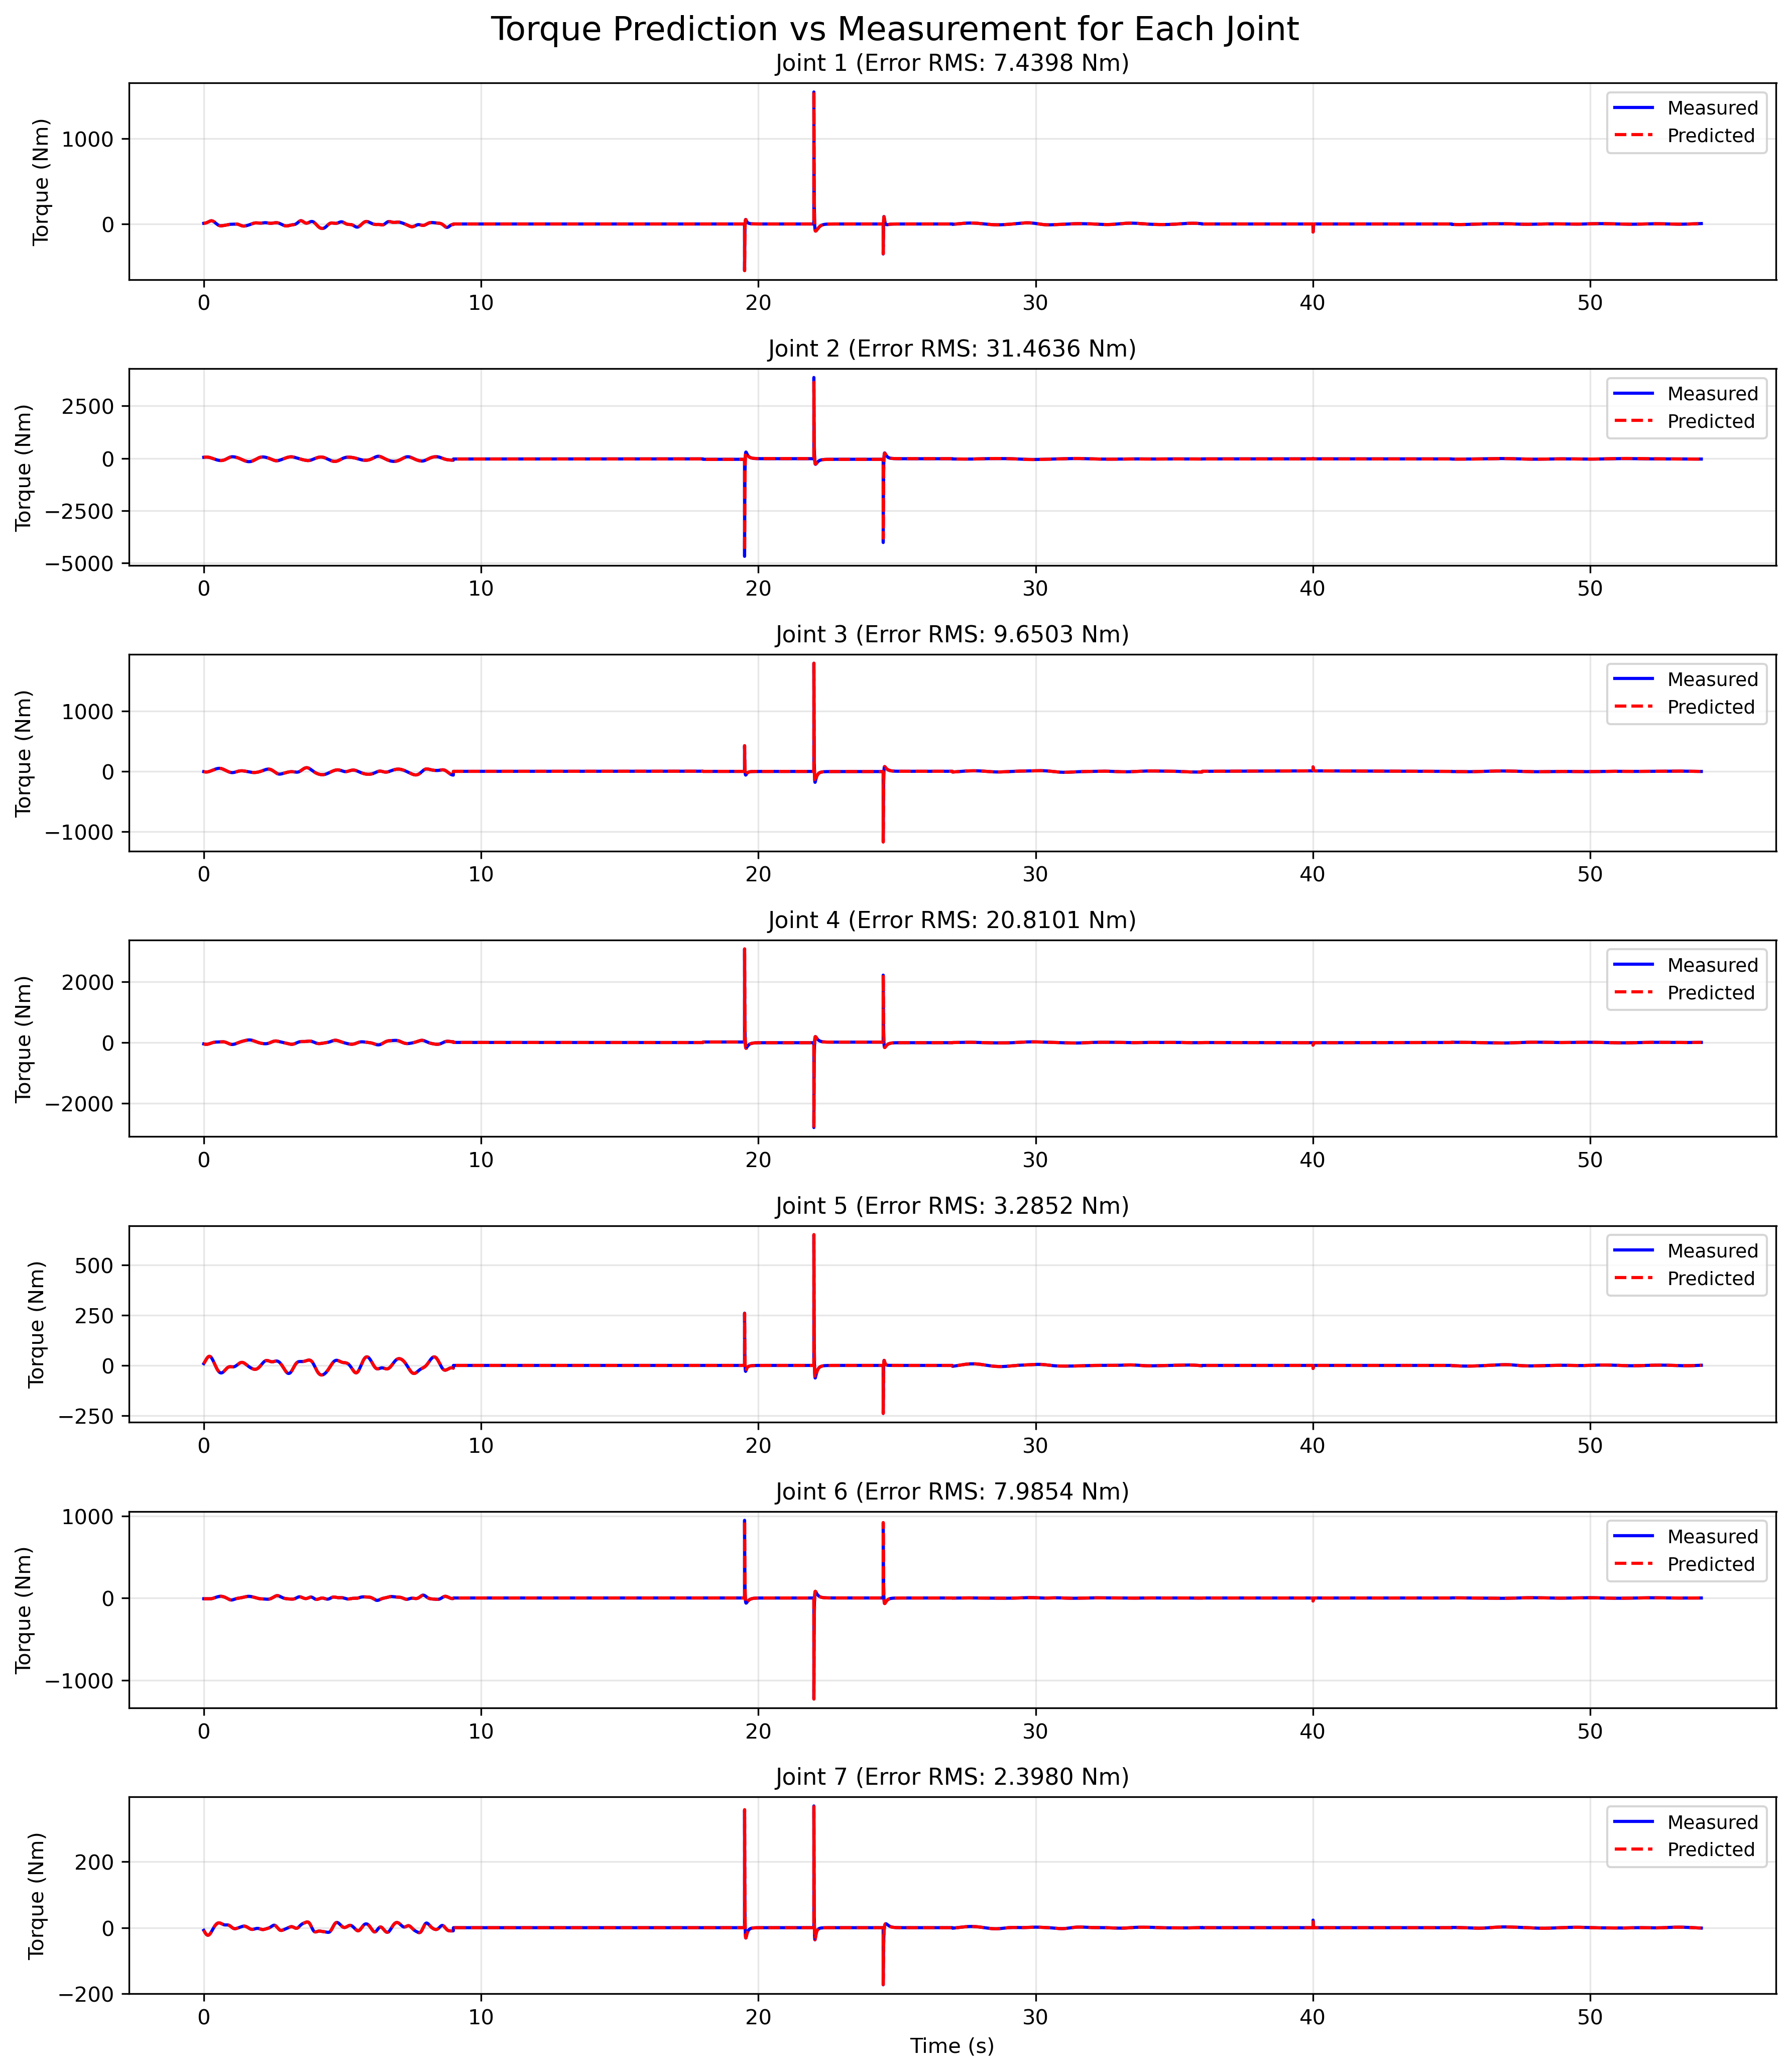 Torque Prediction vs Measurement for Each Joint
Joint 1 (Error RMS: 7.4398 Nm)
Torque (Nm)
1000
0
Measured
Predicted
0 10 20 30 40 50
Joint 2 (Error RMS: 31.4636 Nm)
Torque (Nm)
2500
0
−2500
−5000
Measured
Predicted
0 10 20 30 40 50
Joint 3 (Error RMS: 9.6503 Nm)
Torque (Nm)
1000
0
−1000
Measured
Predicted
0 10 20 30 40 50
Joint 4 (Error RMS: 20.8101 Nm)
Torque (Nm)
2000
0
−2000
Measured
Predicted
0 10 20 30 40 50
Joint 5 (Error RMS: 3.2852 Nm)
Torque (Nm)
500
250
0
−250
Measured
Predicted
0 10 20 30 40 50
Joint 6 (Error RMS: 7.9854 Nm)
Torque (Nm)
1000
0
−1000
Measured
Predicted
0 10 20 30 40 50
Joint 7 (Error RMS: 2.3980 Nm)
Torque (Nm)
200
0
−200
Measured
Predicted
0 10 20 30 40 50
Time (s)